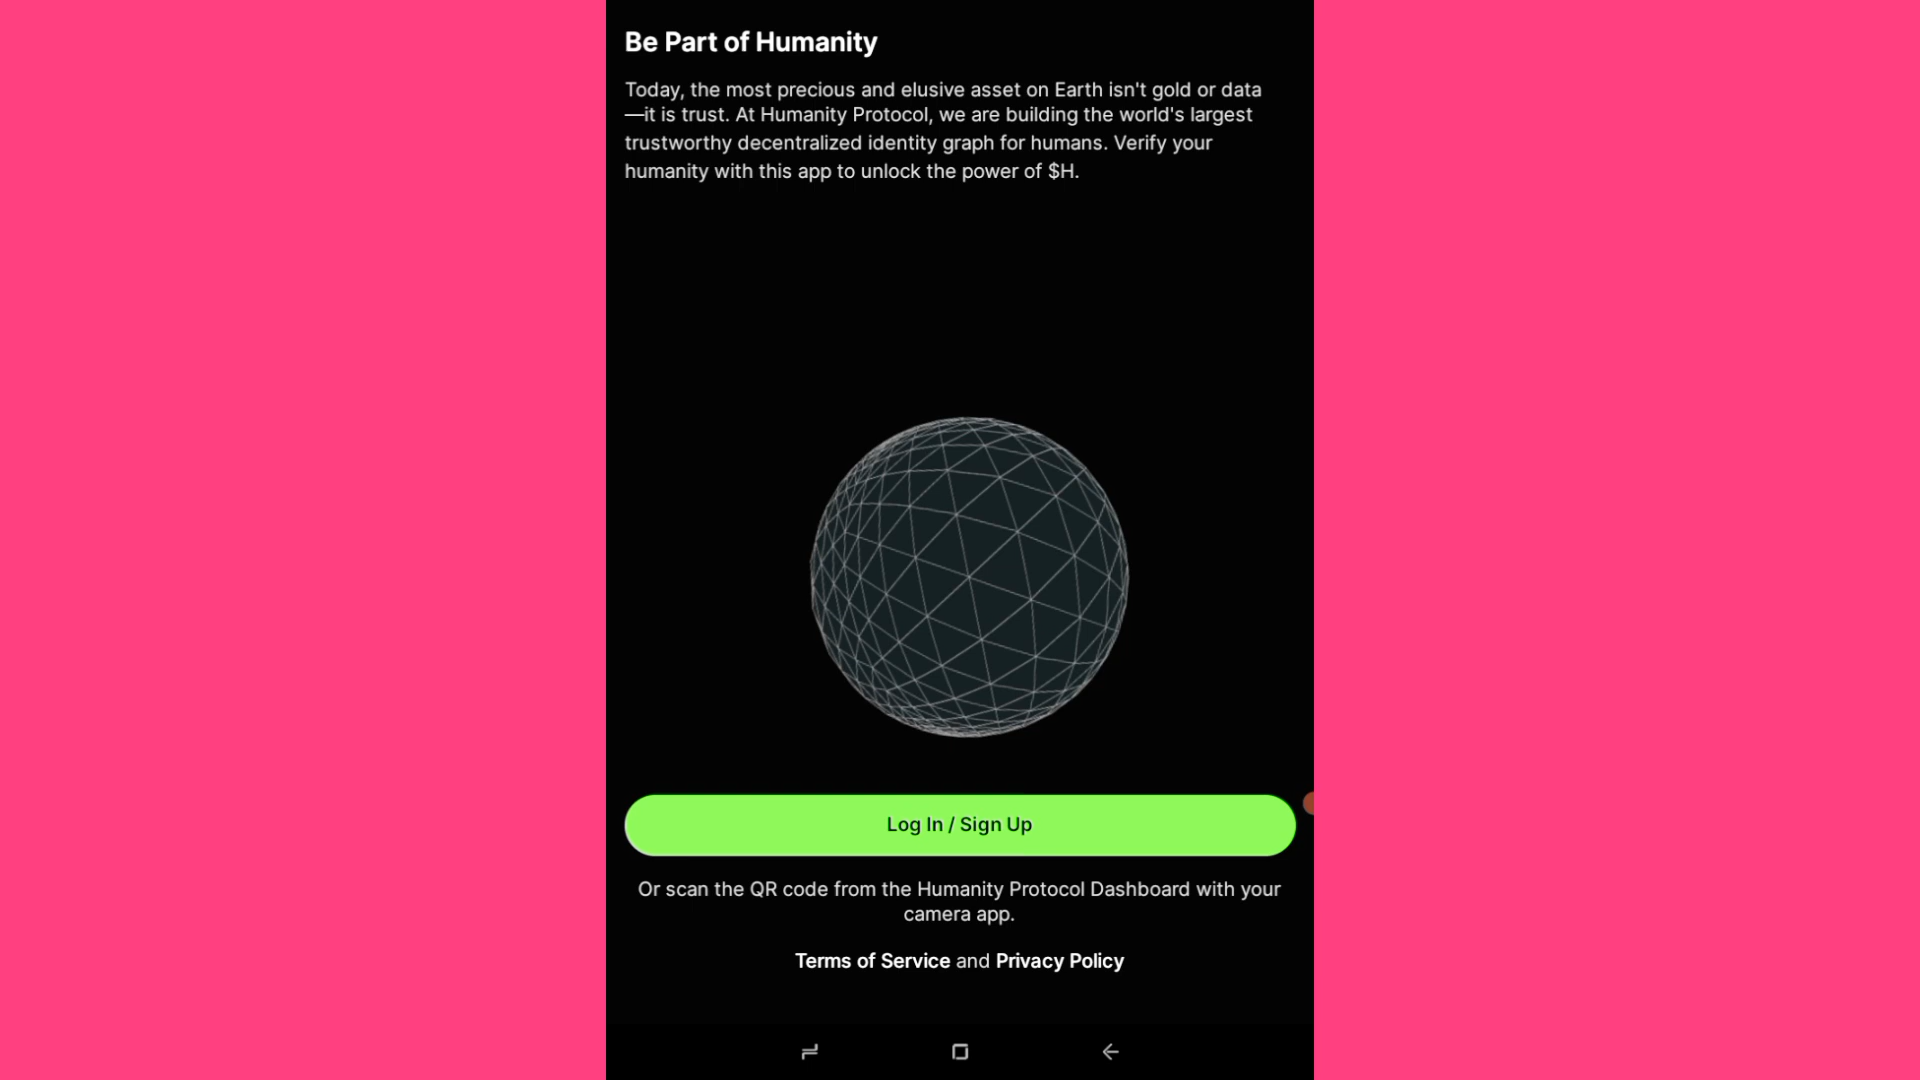 Be Part of Humanity
Today, the most precious and elusive asset on Earth isn't gold or data
—it is trust. At Humanity Protocol, we are building the world's largest
trustworthy decentralized identity graph for humans. Verify your
humanity with this app to unlock the power of $H.
Log In / Sign Up
Or scan the QR code from the Humanity Protocol Dashboard with your
camera app.
Terms of Service and Privacy Policy